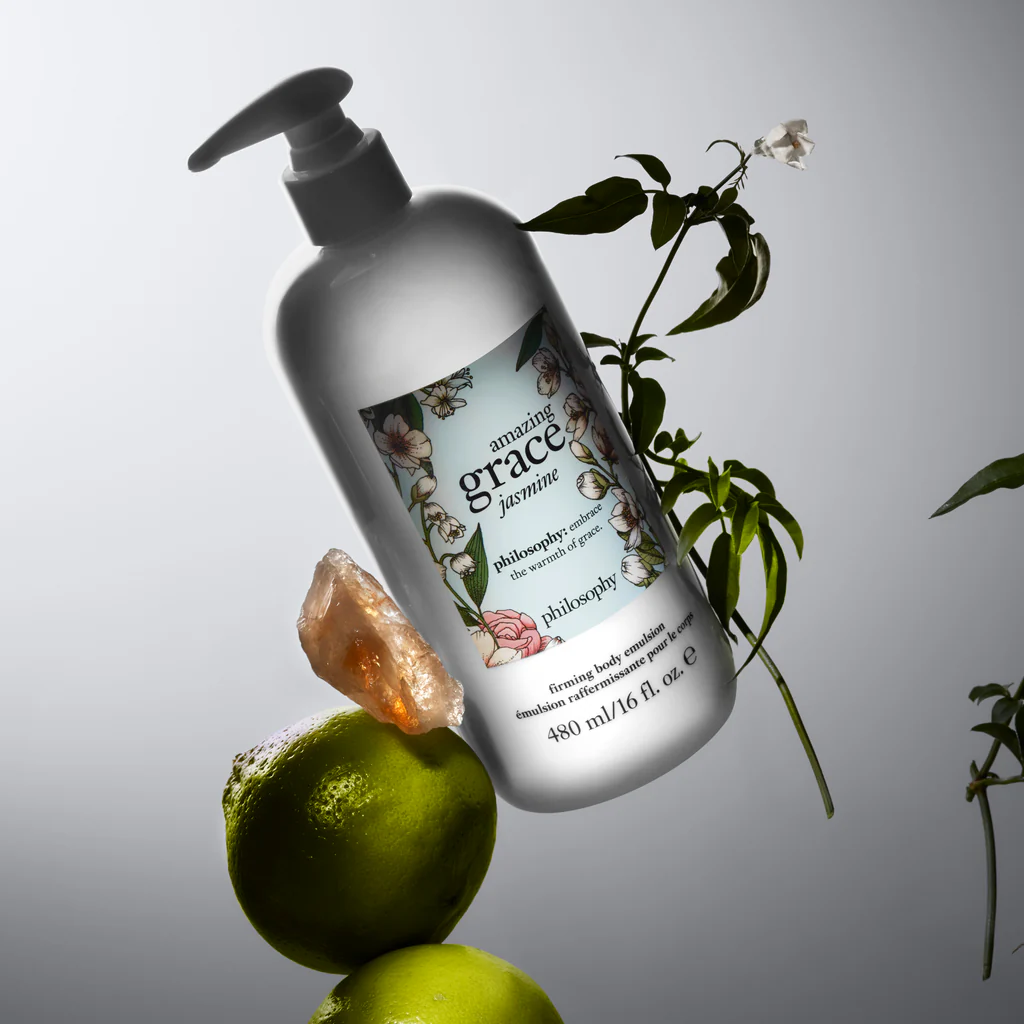 amazing
grace
jasmine
philosophy: embrace
the warmth of grace.
philosophy
firming body emulsion
émulsion raffermissante pour le corps
480 ml/16 fl. oz. ℮